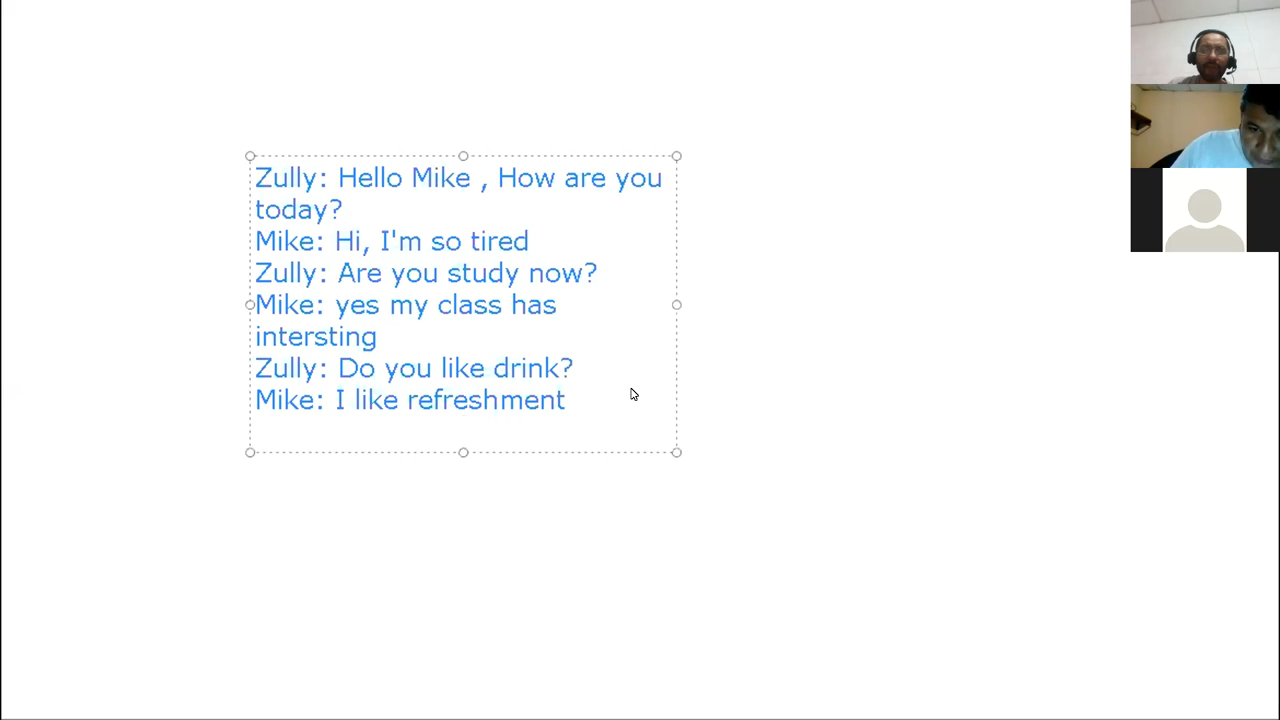 Zully: Hello Mike , How are you
today?
Mike: Hi, I'm so tired
Zully: Are you study now?
Mike: yes my class has
intersting
Zully: Do you like drink?
Mike: I like refreshment